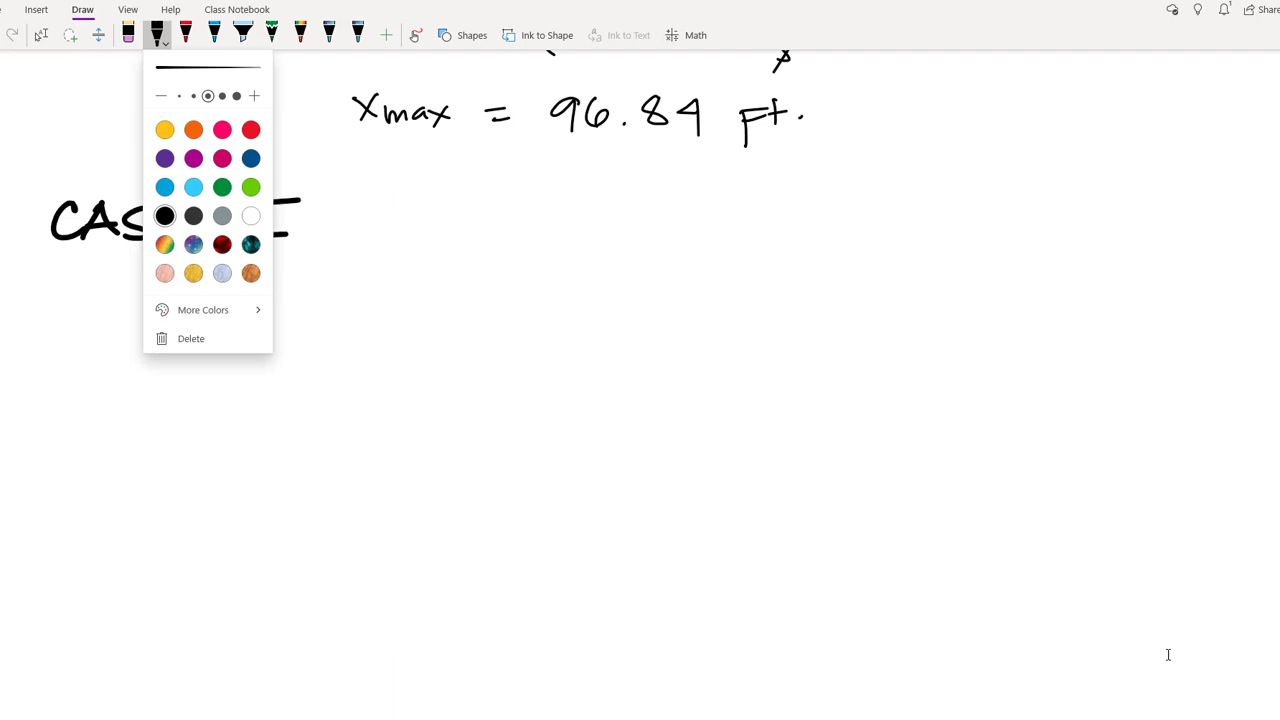 Insert Draw View Help Class Notebook Share
Shapes Ink to Shape Ink to Text Math
xmax = 96.84 Ft.
More Colors
Delete